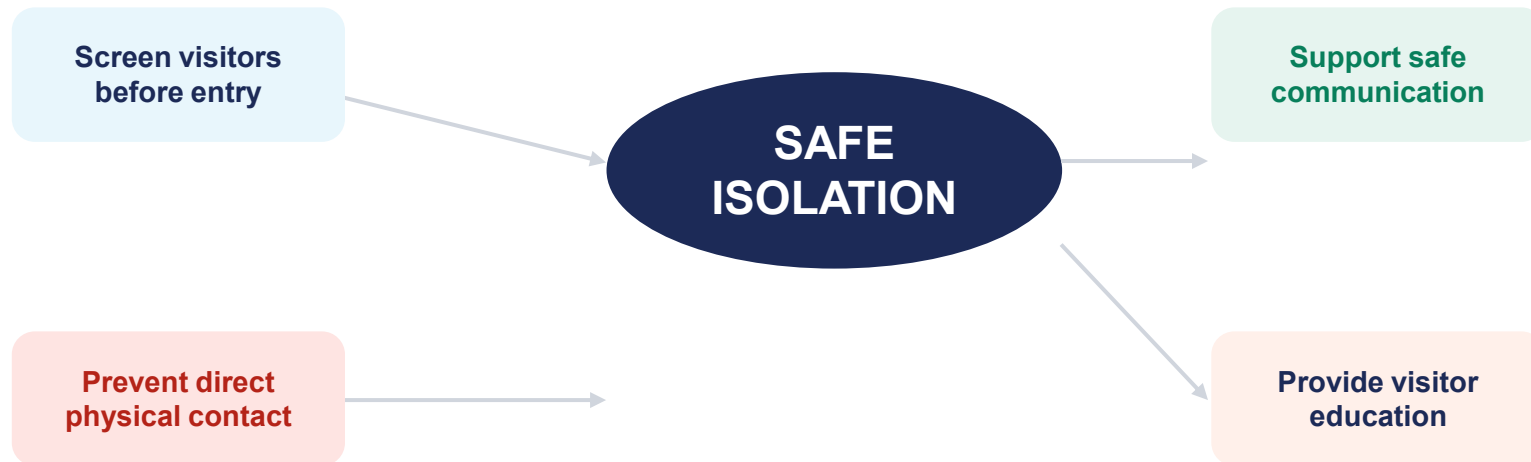 Screen visitors
before entry
SAFE
ISOLATION
Support safe
communication
Prevent direct
physical contact
Provide visitor
education